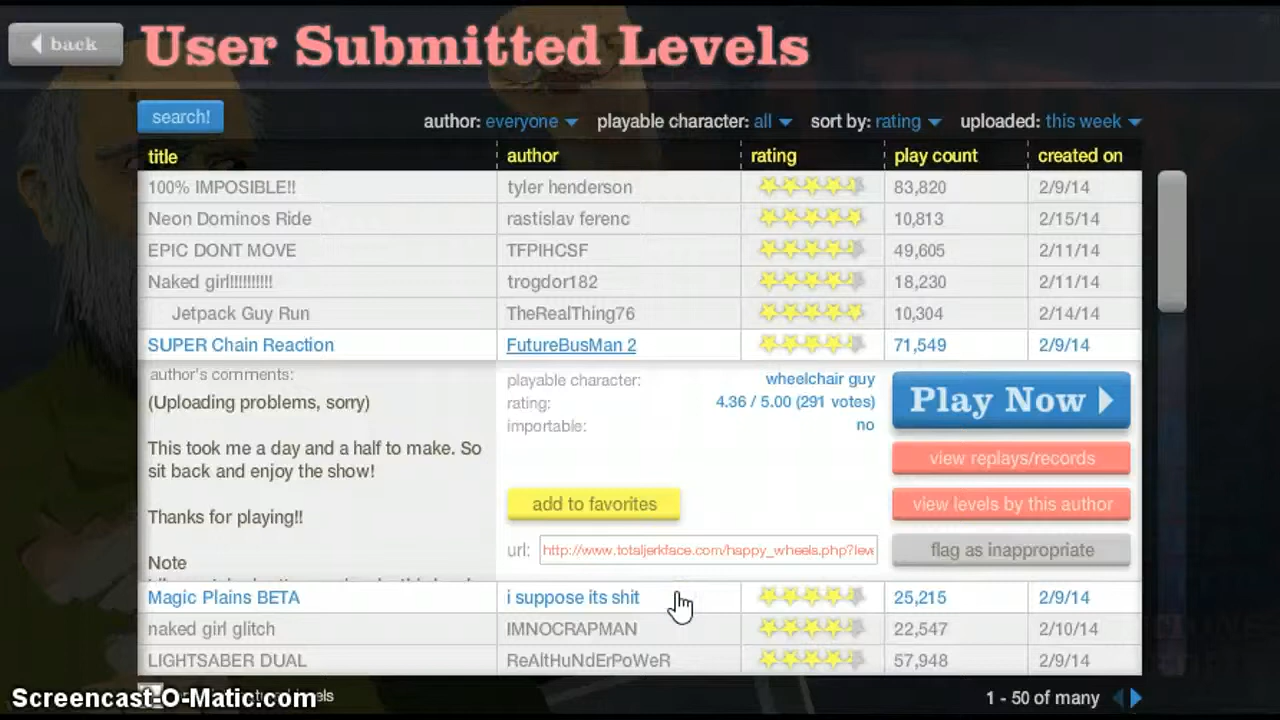 back
User Submitted Levels
search!
author: everyone playable character: all sort by: rating uploaded: this week
title author rating play count created on
100% IMPOSIBLE!! tyler henderson 83,820 2/9/14
Neon Dominos Ride rastislav ferenc 10,813 2/15/14
EPIC DONT MOVE TFPIHCSF 49,605 2/11/14
Naked girl!!!!!!!!!! trogdor182 18,230 2/11/14
Jetpack Guy Run TheRealThing76 10,304 2/14/14
SUPER Chain Reaction FutureBusMan 2 71,549 2/9/14
author's comments:
(Uploading problems, sorry)
This took me a day and a half to make. So
sit back and enjoy the show!
Thanks for playing!!
Note
playable character: wheelchair guy
rating: 4.36 / 5.00 (291 votes)
importable: no
add to favorites
url: http://www.totaljerkface.com/happy_wheels.php?leve
Play Now
view replays/records
view levels by this author
flag as inappropriate
Magic Plains BETA i suppose its shit 25,215 2/9/14
naked girl glitch IMNOCRAPMAN 22,547 2/10/14
LIGHTSABER DUAL ReAltHuNdErPoWeR 57,948 2/9/14
Screencast-O-Matic.com
1 - 50 of many